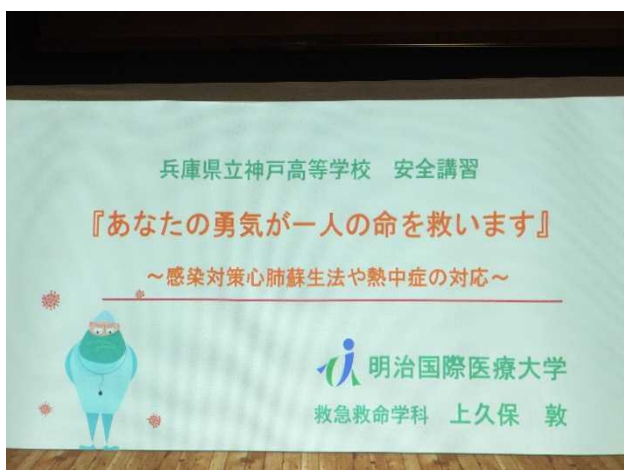 兵庫県立神戸高等学校　安全講習
『あなたの勇気が一人の命を救います』
～感染対策心肺蘇生法や熱中症の対応～
明治国際医療大学
救急救命学科　上久保　敦